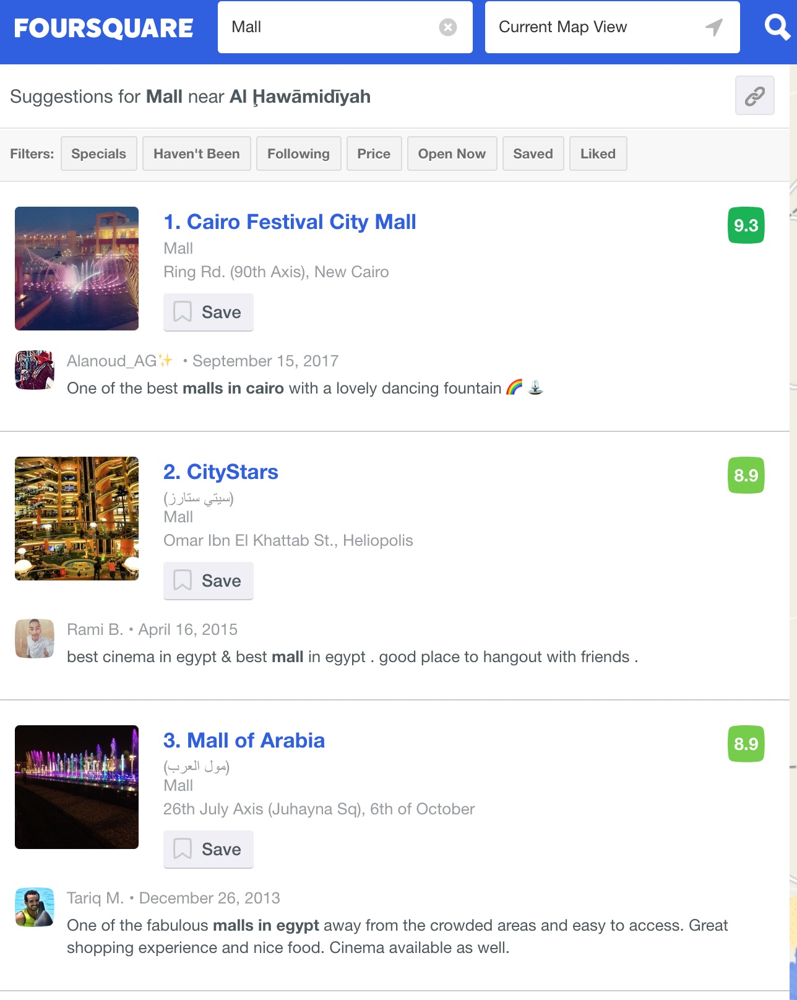 FOURSQUARE
Mall
Current Map View
Suggestions for Mall near Al Ḩawāmidīyah
Filters: Specials Haven't Been Following Price Open Now Saved Liked
1. Cairo Festival City Mall
9.3
Mall
Ring Rd. (90th Axis), New Cairo
Save
Alanoud_AG✨ • September 15, 2017
One of the best malls in cairo with a lovely dancing fountain 🌈 ⛲
2. CityStars
8.9
(سيتي ستارز)
Mall
Omar Ibn El Khattab St., Heliopolis
Save
Rami B. • April 16, 2015
best cinema in egypt & best mall in egypt . good place to hangout with friends .
3. Mall of Arabia
8.9
(مول العرب)
Mall
26th July Axis (Juhayna Sq), 6th of October
Save
Tariq M. • December 26, 2013
One of the fabulous malls in egypt away from the crowded areas and easy to access. Great
shopping experience and nice food. Cinema available as well.